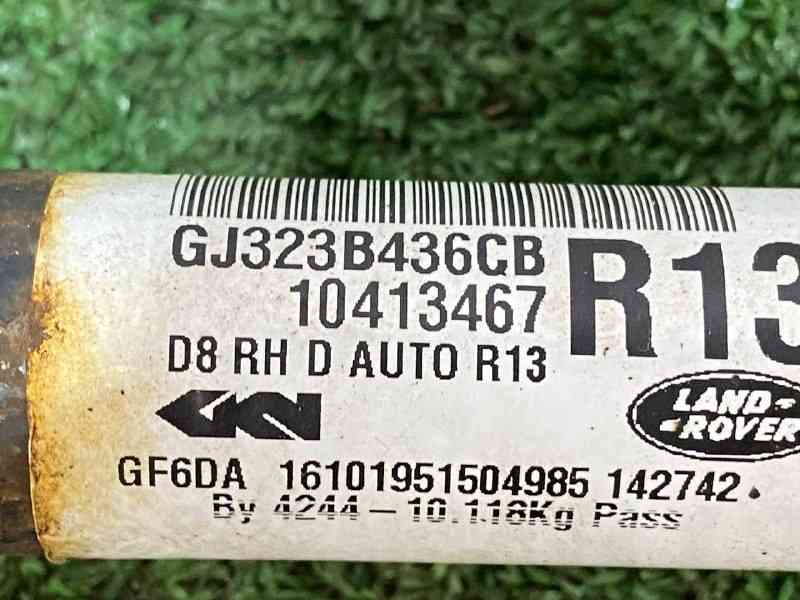 GJ323B436CB
10413467
R13
D8 RH D AUTO R13
LAND
ROVER
GF6DA 16101951504985 142742.
By 4244 - 10.118Kg Pass